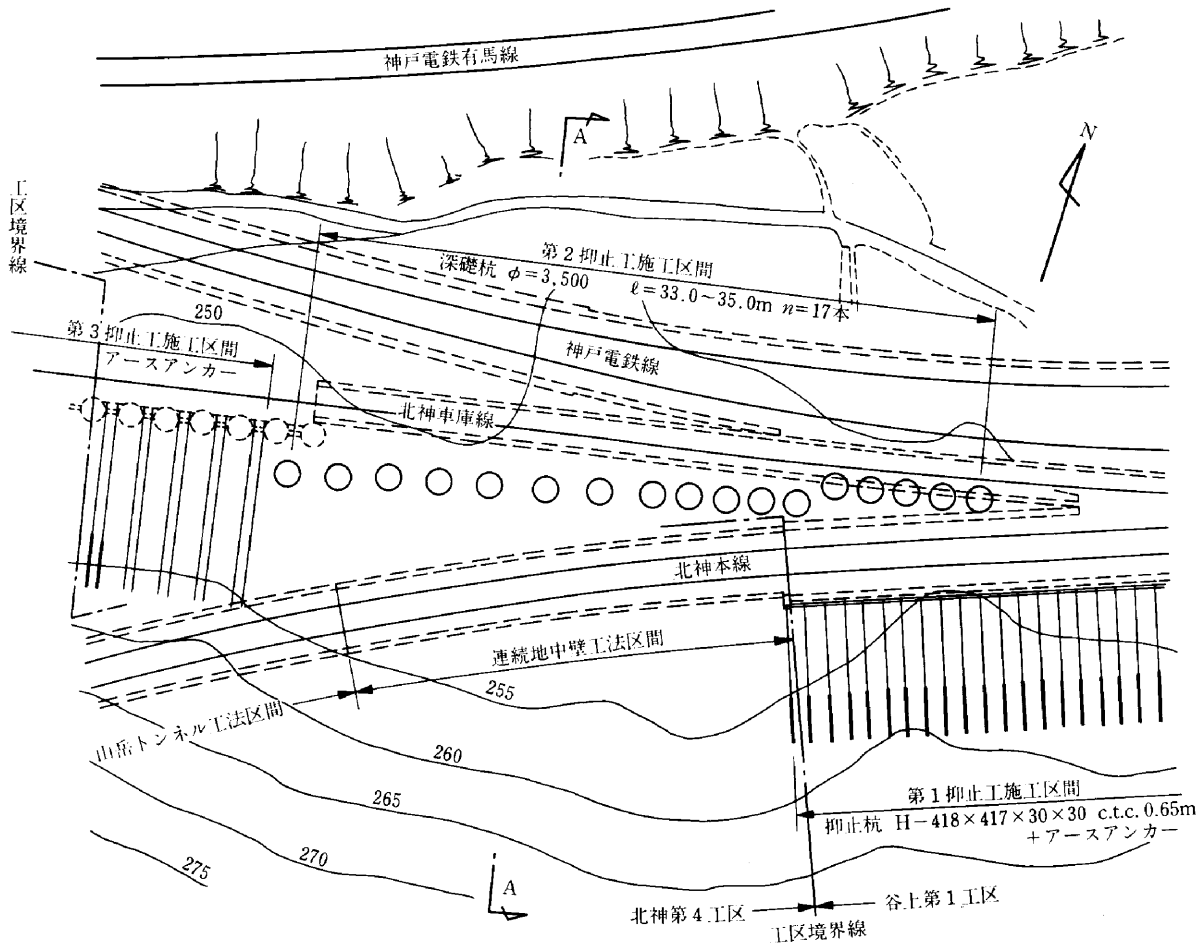 神戸電鉄有馬線
A
N
工区境界線
第2抑止工施工区間
深礎杭 φ=3,500 ℓ=33.0~35.0m n=17本
250
第3抑止工施工区間
アースアンカー
神戸電鉄線
北神車庫線
北神本線
連続地中壁工法区間
255
山岳トンネル工法区間
260
265
第1抑止工施工区間
抑止杭 H-418×417×30×30 c.t.c. 0.65m
+アースアンカー
270
275
A
北神第4工区
谷上第1工区
工区境界線